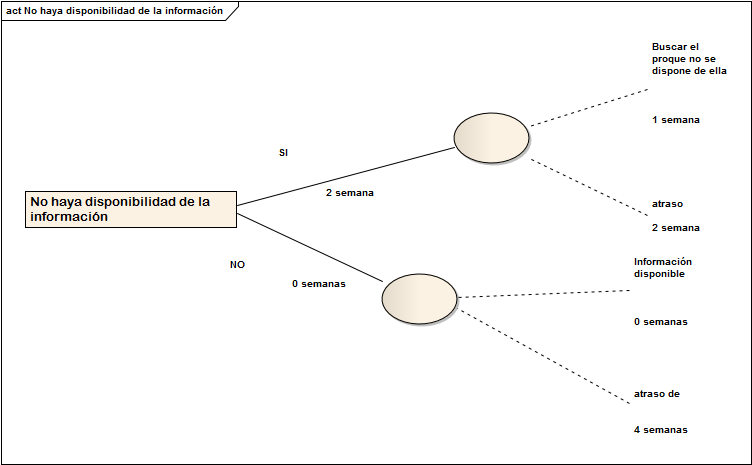 act No haya disponibilidad de la información
Buscar el
proque no se
dispone de ella
1 semana
SI
2 semana
No haya disponibilidad de la
información
atraso
2 semana
NO
0 semanas
Información
disponible
0 semanas
atraso de
4 semanas